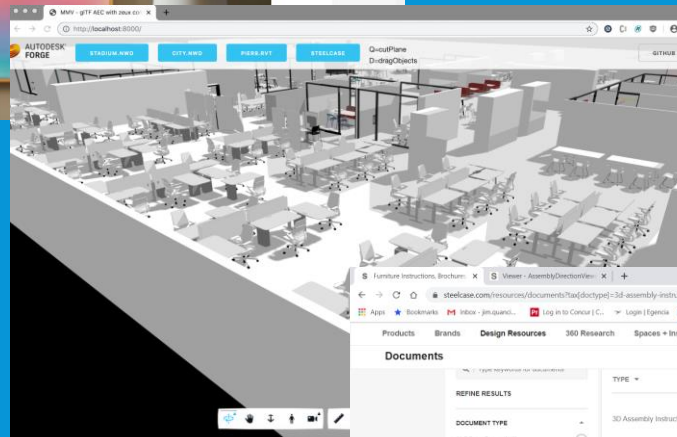 MMV - glTF AEC with zeux
http://localhost:8000/
AUTODESK
FORGE
STADIUM.NWD
CITY.NWD
PIERS.RVT
STEELCASE
Q=cutPlane
D=dragObjects
GITHUB
Furniture Instructions, Brochures
Viewer - AssemblyDirectionView
steelcase.com/resources/documents?tax[doctype]=3d-assembly-instru
Apps
Bookmarks
Inbox - jim.quanci...
Log in to Concur | C...
Login | Egencia
Products
Brands
Design Resources
360 Research
Spaces + In
Documents
Type keywords for documents
TYPE
REFINE RESULTS
DOCUMENT TYPE
3D Assembly Instruct